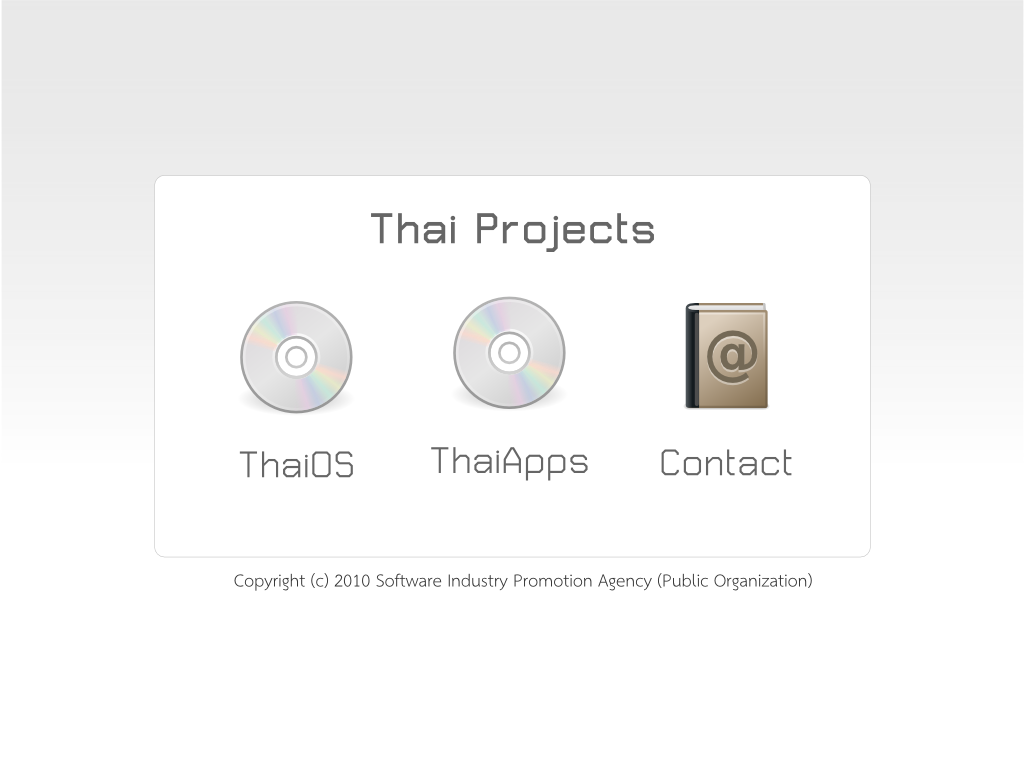 Thai Projects
ThaiOS
ThaiApps
Contact
@
Copyright (c) 2010 Software Industry Promotion Agency (Public Organization)